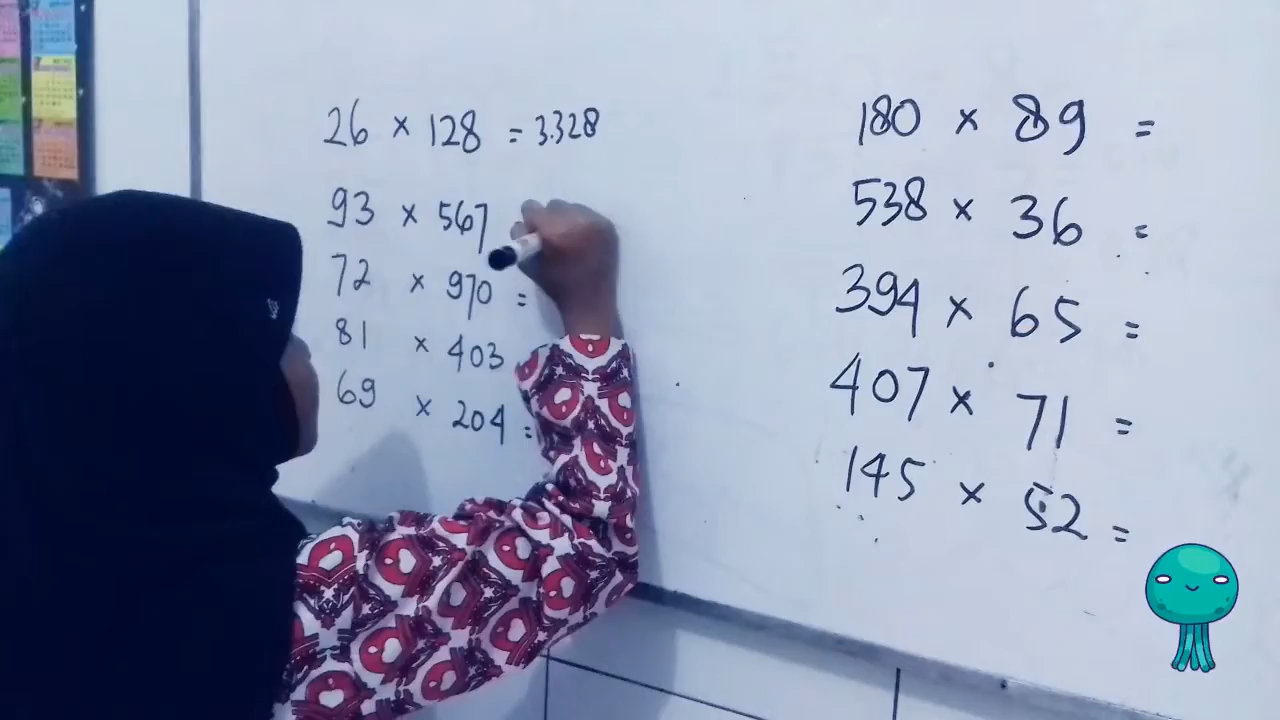 26 × 128 = 3.328
93 × 567
72 × 970 =
81 × 403
69 × 204 =
180 × 89 =
538 × 36 =
394 × 65 =
407 × 71 =
145 × 52 =